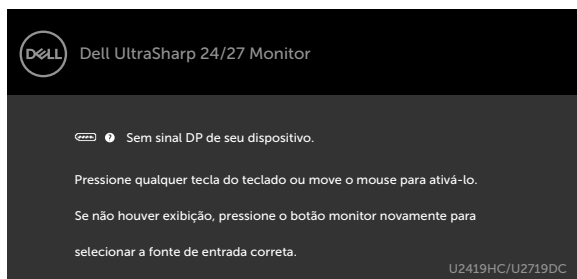 DELL Dell UltraSharp 24/27 Monitor
? Sem sinal DP de seu dispositivo.
Pressione qualquer tecla do teclado ou move o mouse para ativá-lo.
Se não houver exibição, pressione o botão monitor novamente para
selecionar a fonte de entrada correta.
U2419HC/U2719DC